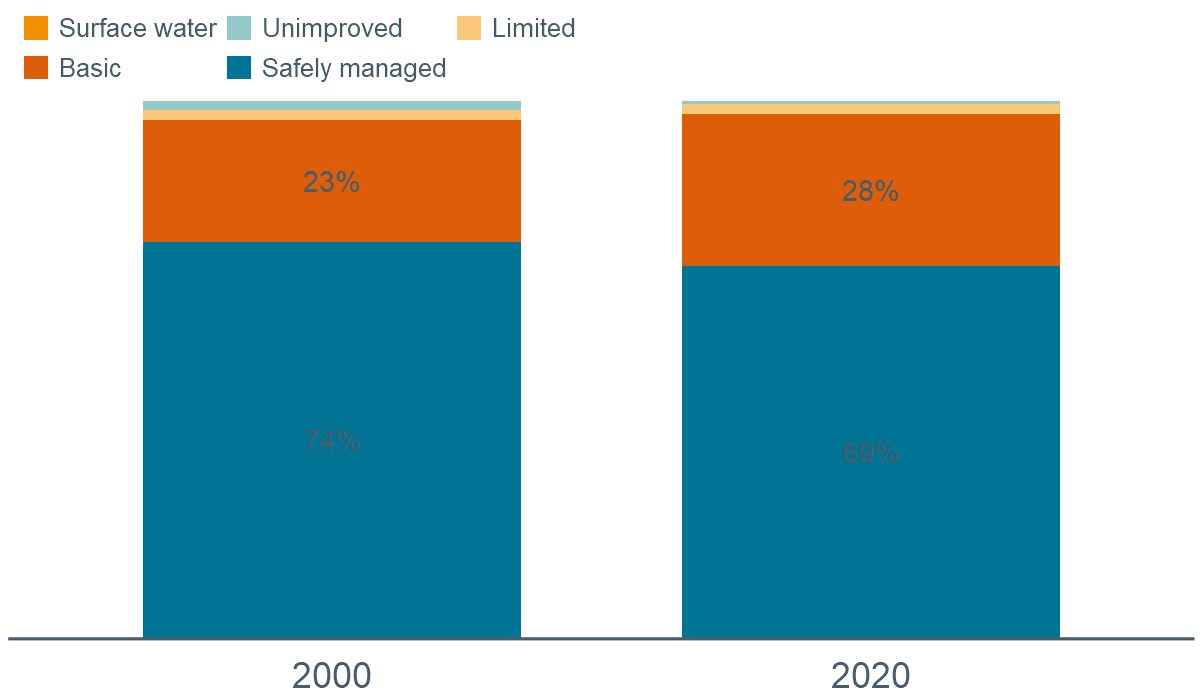 Surface water Unimproved Limited
Basic Safely managed
23% 28%
74% 69%
2000 2020